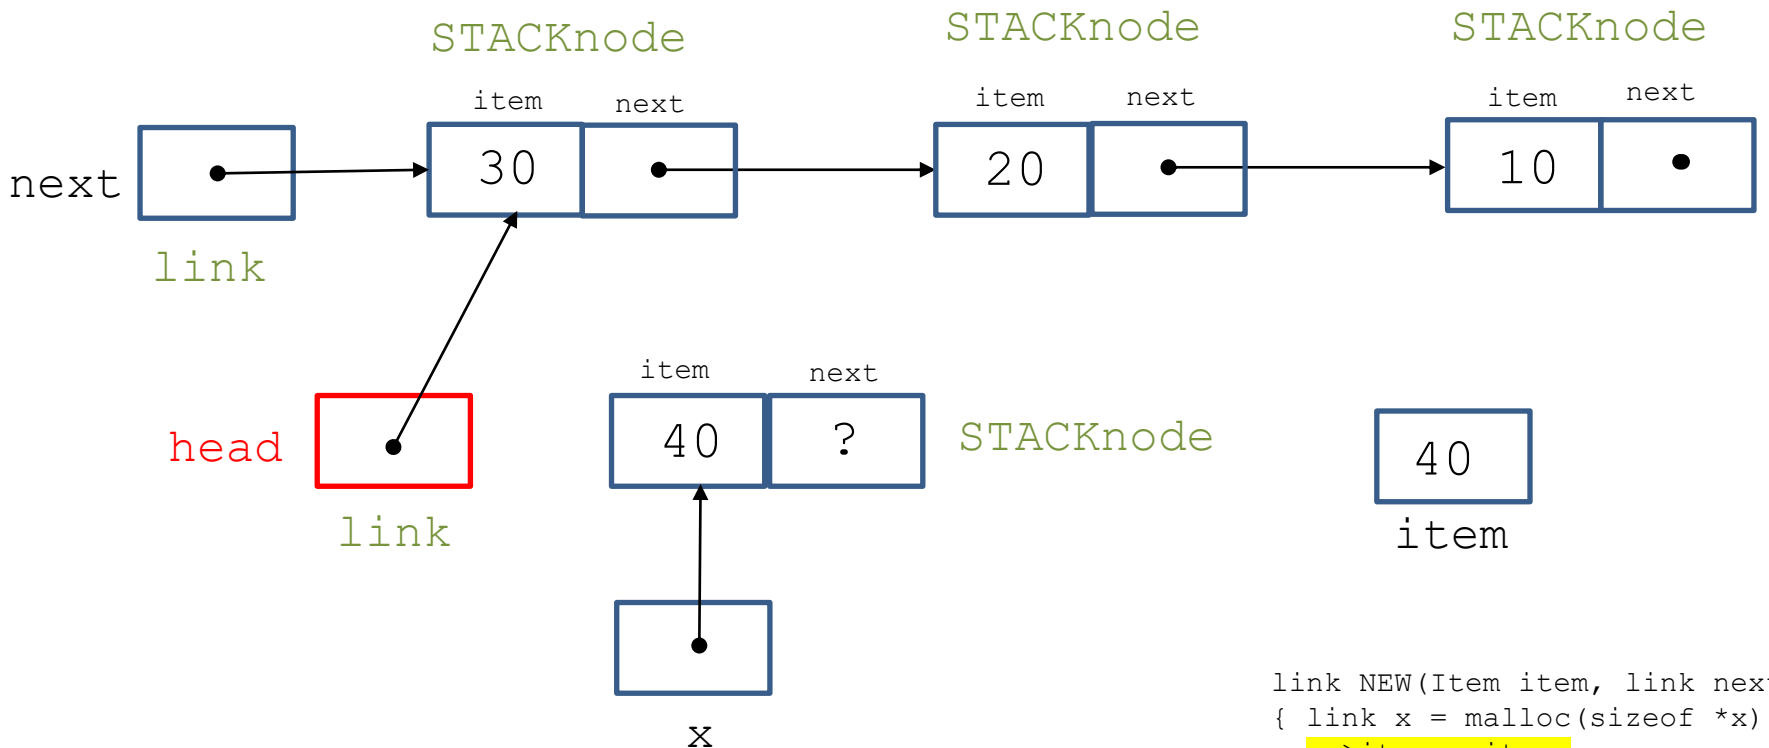 STACKnode STACKnode STACKnode
item next item next item next
next 30 20 10
link
item next
head 40 ? STACKnode 40
link item
x
link NEW(Item item, link nex
{ link x = malloc(sizeof *x)